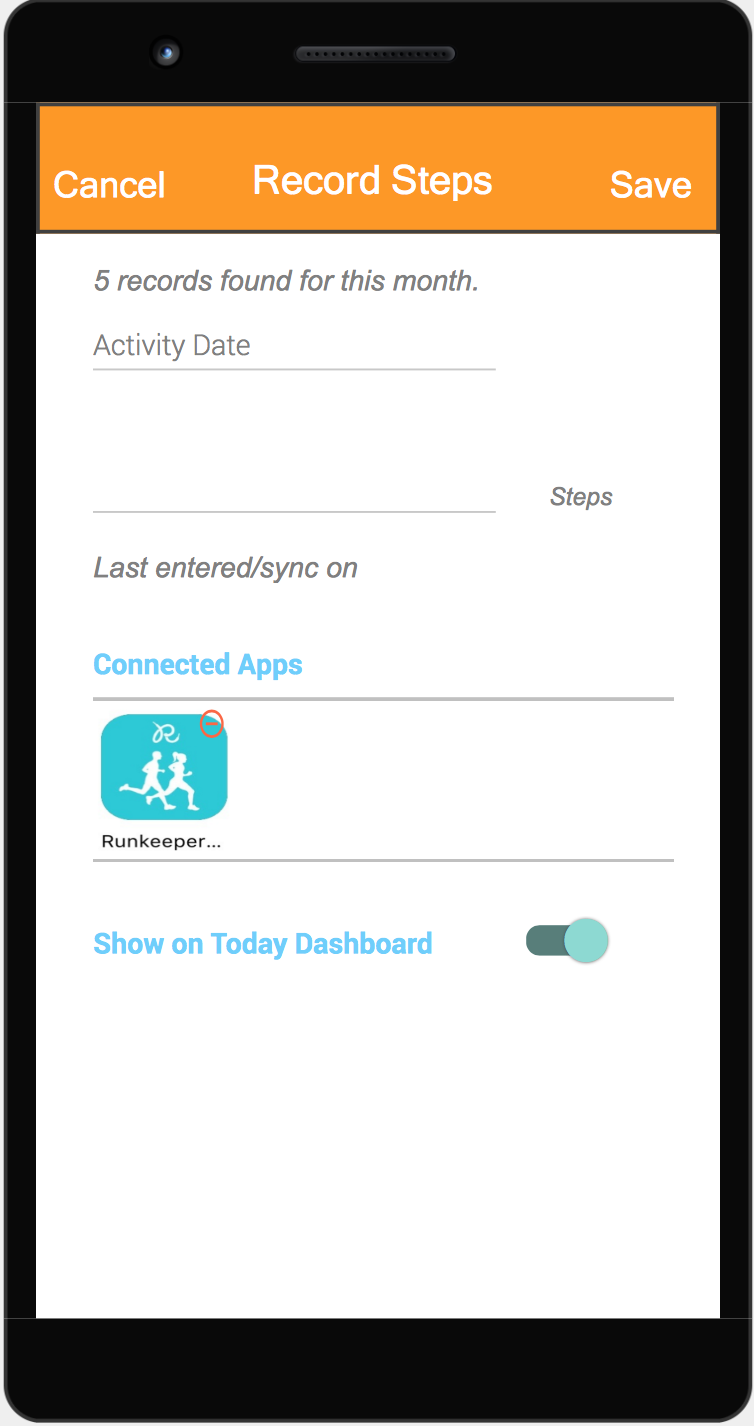 Cancel Record Steps Save
5 records found for this month.
Activity Date
Steps
Last entered/sync on
Connected Apps
Runkeeper...
Show on Today Dashboard